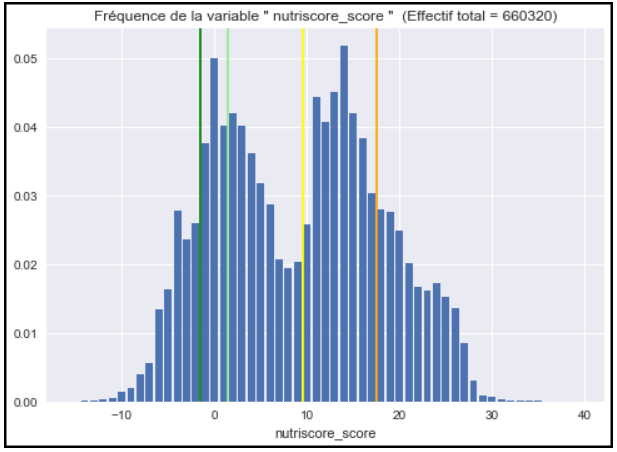 Fréquence de la variable " nutriscore_score " (Effectif total = 660320)
0.05
0.04
0.03
0.02
0.01
0.00
−10 0 10 20 30 40
nutriscore_score